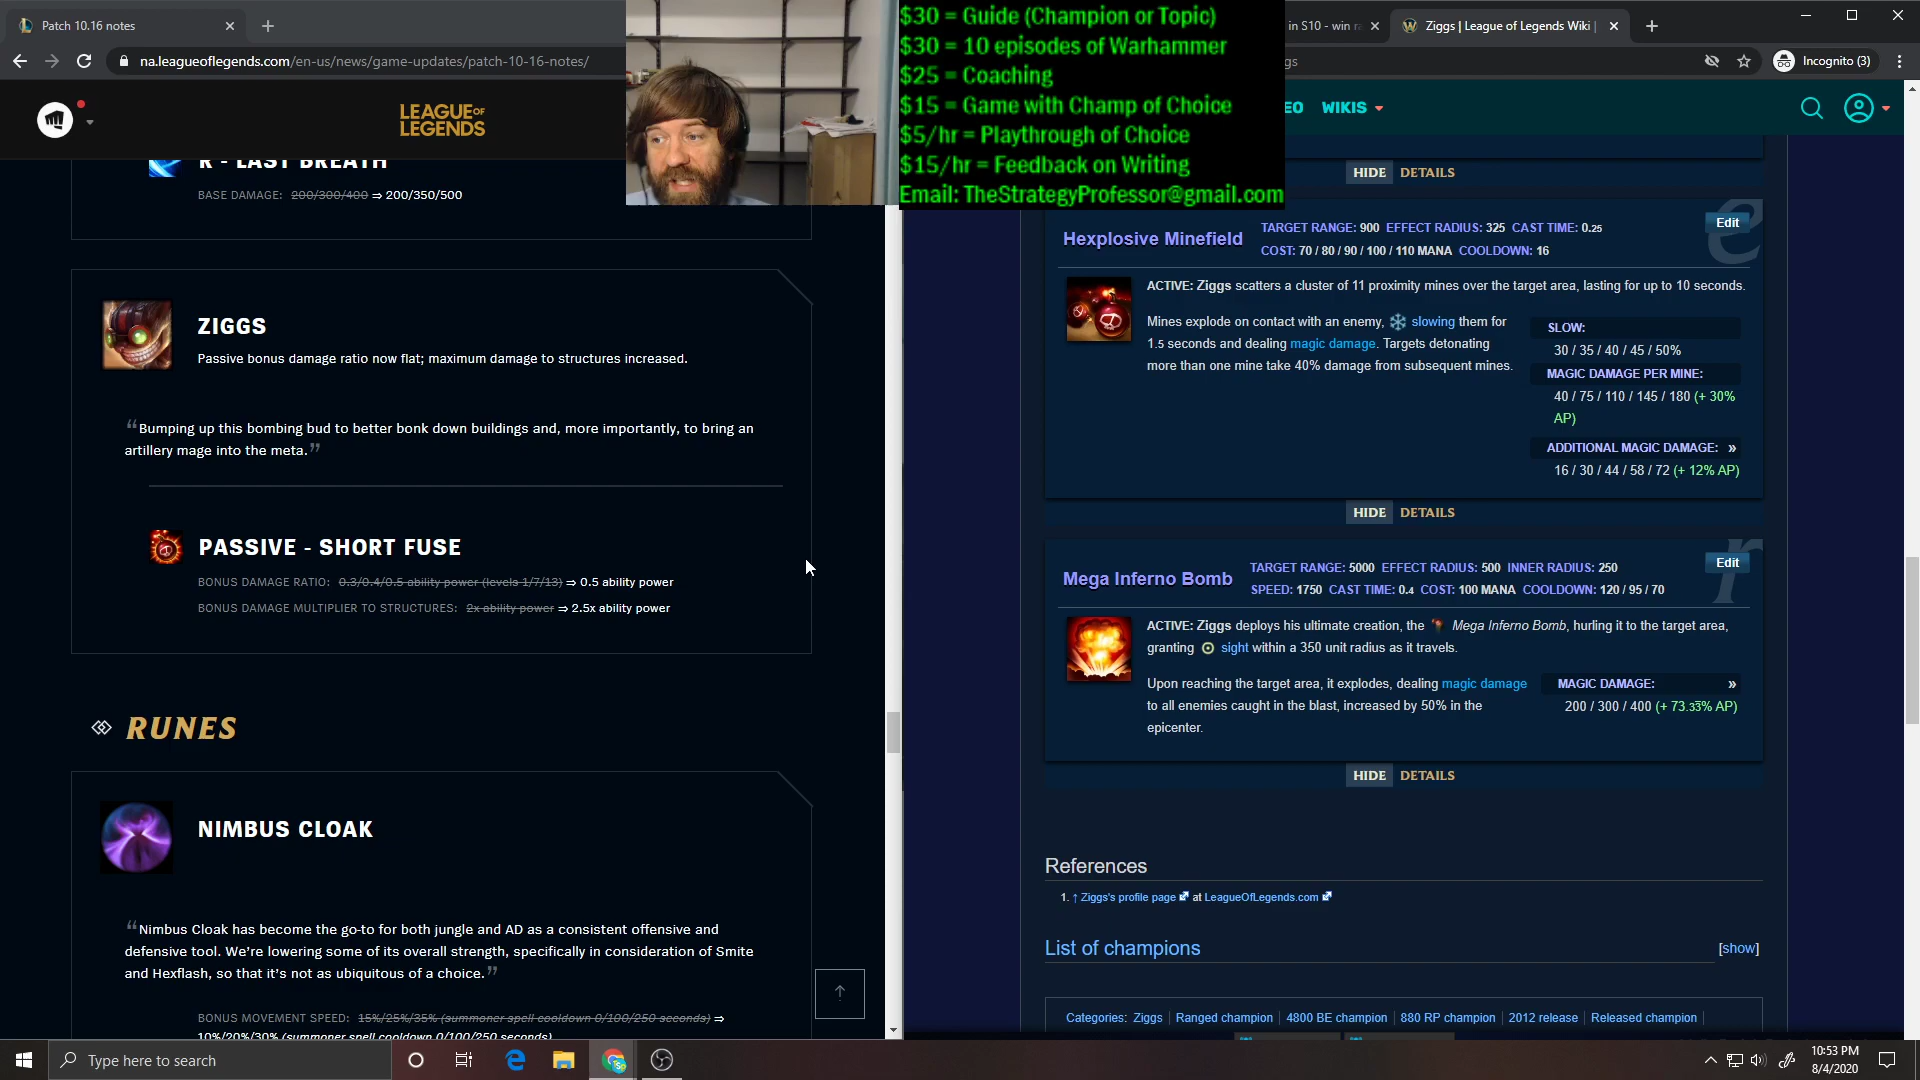 Patch 10.16 notes
na.leagueoflegends.com/en-us/news/game-updates/patch-10-16-notes/
LEAGUE OF
LEGENDS
R - LAST BREATH
BASE DAMAGE: 200/300/400 ⇒ 200/350/500
ZIGGS
Passive bonus damage ratio now flat; maximum damage to structures increased.
“Bumping up this bombing bud to better bonk down buildings and, more importantly, to bring an
artillery mage into the meta.”
PASSIVE - SHORT FUSE
BONUS DAMAGE RATIO: 0.3/0.4/0.5 ability power (levels 1/7/13) ⇒ 0.5 ability power
BONUS DAMAGE MULTIPLIER TO STRUCTURES: 2x ability power ⇒ 2.5x ability power
RUNES
NIMBUS CLOAK
“Nimbus Cloak has become the go-to for both jungle and AD as a consistent offensive and
defensive tool. We're lowering some of its overall strength, specifically in consideration of Smite
and Hexflash, so that it's not as ubiquitous of a choice.”
BONUS MOVEMENT SPEED: 15%/25%/35% (summoner spell cooldown 0/100/250 seconds) ⇒
10%/20%/30% (summoner spell cooldown 0/100/250 seconds)
$30 = Guide (Champion or Topic)
$30 = 10 episodes of Warhammer
$25 = Coaching
$15 = Game with Champ of Choice
$5/hr = Playthrough of Choice
$15/hr = Feedback on Writing
Email: TheStrategyProfessor@gmail.com
in S10 - win ra
Ziggs | League of Legends Wiki |
gs
Incognito (3)
EO WIKIS
HIDE DETAILS
Hexplosive Minefield
TARGET RANGE: 900 EFFECT RADIUS: 325 CAST TIME: 0.25
COST: 70 / 80 / 90 / 100 / 110 MANA COOLDOWN: 16
Edit
e
ACTIVE: Ziggs scatters a cluster of 11 proximity mines over the target area, lasting for up to 10 seconds.
Mines explode on contact with an enemy, slowing them for
1.5 seconds and dealing magic damage. Targets detonating
more than one mine take 40% damage from subsequent mines.
SLOW:
30 / 35 / 40 / 45 / 50%
MAGIC DAMAGE PER MINE:
40 / 75 / 110 / 145 / 180 (+ 30%
AP)
ADDITIONAL MAGIC DAMAGE: »
16 / 30 / 44 / 58 / 72 (+ 12% AP)
HIDE DETAILS
Mega Inferno Bomb
TARGET RANGE: 5000 EFFECT RADIUS: 500 INNER RADIUS: 250
SPEED: 1750 CAST TIME: 0.4 COST: 100 MANA COOLDOWN: 120 / 95 / 70
Edit
r
ACTIVE: Ziggs deploys his ultimate creation, the Mega Inferno Bomb, hurling it to the target area,
granting sight within a 350 unit radius as it travels.
Upon reaching the target area, it explodes, dealing magic damage
to all enemies caught in the blast, increased by 50% in the
epicenter.
MAGIC DAMAGE: »
200 / 300 / 400 (+ 73.33% AP)
HIDE DETAILS
References
1. ↑ Ziggs's profile page at LeagueOfLegends.com
List of champions
[show]
Categories: Ziggs | Ranged champion | 4800 BE champion | 880 RP champion | 2012 release | Released champion |
Type here to search
10:53 PM
8/4/2020